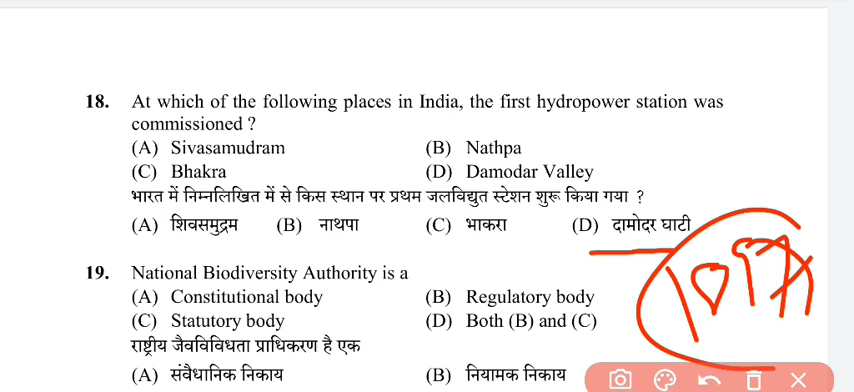 18. At which of the following places in India, the first hydropower station was
commissioned ?
(A) Sivasamudram (B) Nathpa
(C) Bhakra (D) Damodar Valley
भारत में निम्नलिखित में से किस स्थान पर प्रथम जलविद्युत स्टेशन शुरू किया गया ?
(A) शिवसमुद्रम (B) नाथपा (C) भाकरा (D) दामोदर घाटी
19. National Biodiversity Authority is a
(A) Constitutional body (B) Regulatory body
(C) Statutory body (D) Both (B) and (C)
राष्ट्रीय जैवविविधता प्राधिकरण है एक
(A) संवैधानिक निकाय (B) नियामक निकाय